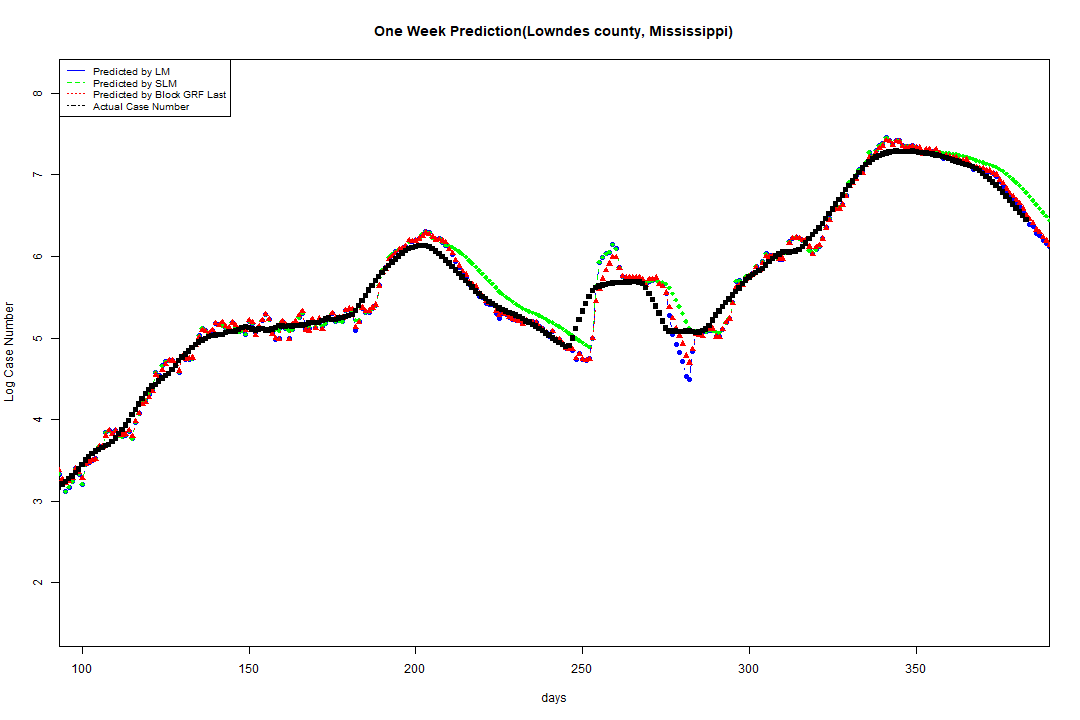 One Week Prediction(Lowndes county, Mississippi)
Predicted by LM
Predicted by SLM
Predicted by Block GRF Last
Actual Case Number
8
7
6
5
4
3
2
Log Case Number
100 150 200 250 300 350
days